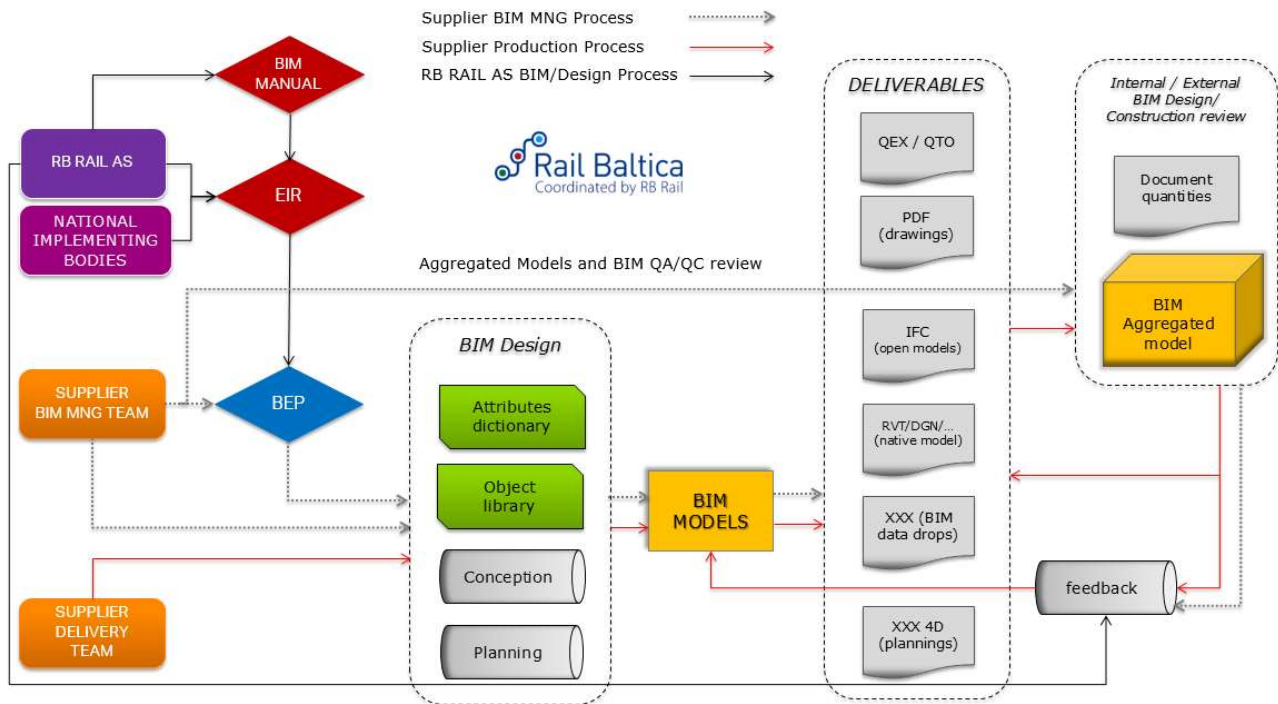 Supplier BIM MNG Process
Supplier Production Process
RB RAIL AS BIM/Design Process
BIM
MANUAL
RB RAIL AS
EIR
NATIONAL
IMPLEMENTING
BODIES
Rail Baltica
Coordinated by RB Rail
Aggregated Models and BIM QA/QC review
SUPPLIER
BIM MNG TEAM
BEP
SUPPLIER
DELIVERY
TEAM
BIM Design
Attributes
dictionary
Object
library
Conception
Planning
BIM
MODELS
DELIVERABLES
QEX / QTO
PDF
(drawings)
IFC
(open models)
RVT/DGN/...
(native model)
XXX (BIM
data drops)
XXX 4D
(plannings)
Internal / External
BIM Design/
Construction review
Document
quantities
BIM
Aggregated
model
feedback